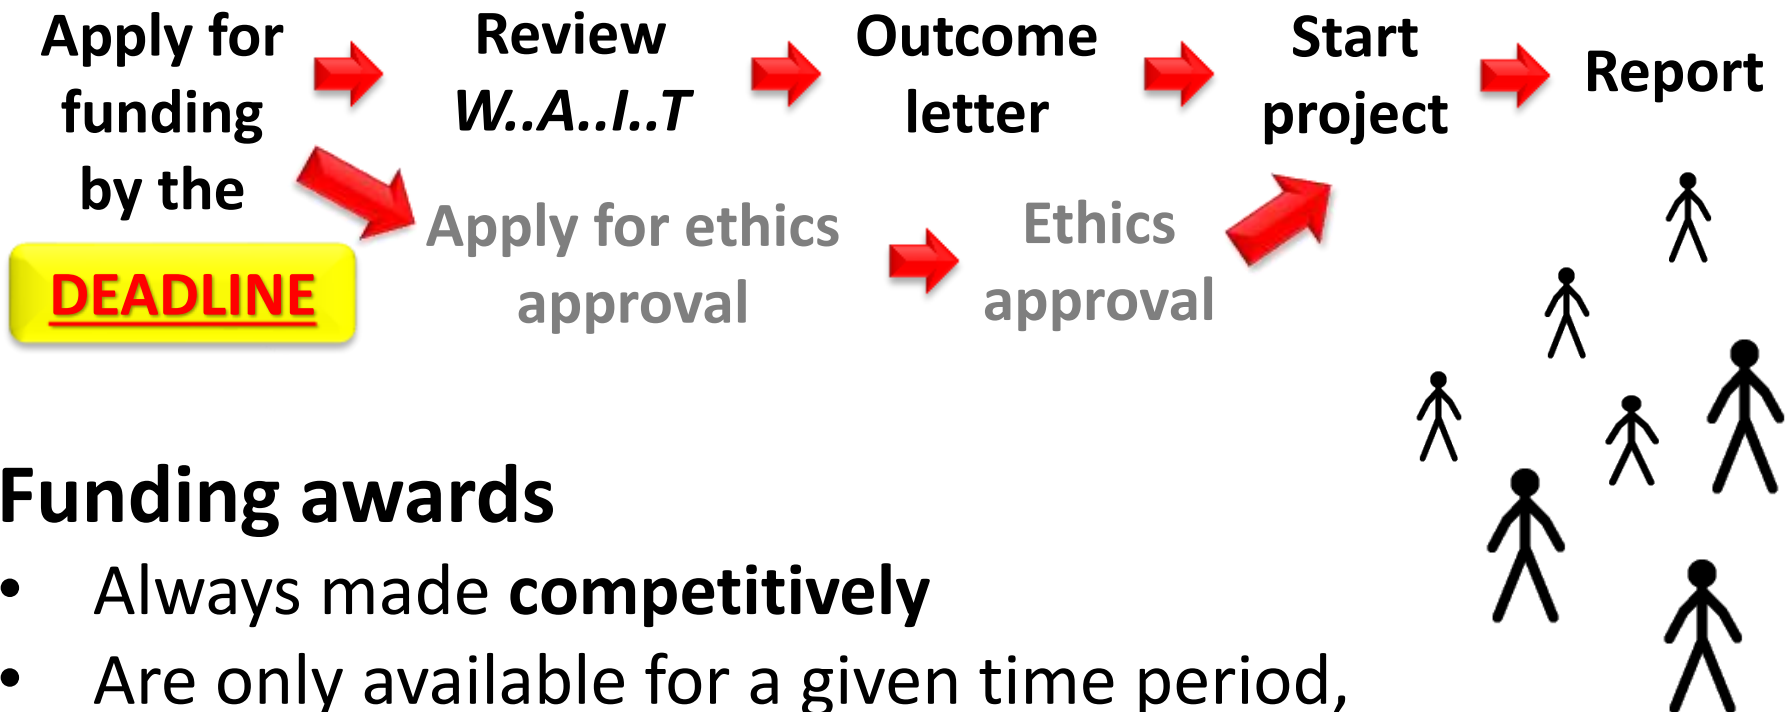 Apply for
funding
by the
DEADLINE
Review
W..A..I..T
Outcome
letter
Start
project
Report
Apply for ethics
approval
Ethics
approval
Funding awards
• Always made competitively
• Are only available for a given time period,